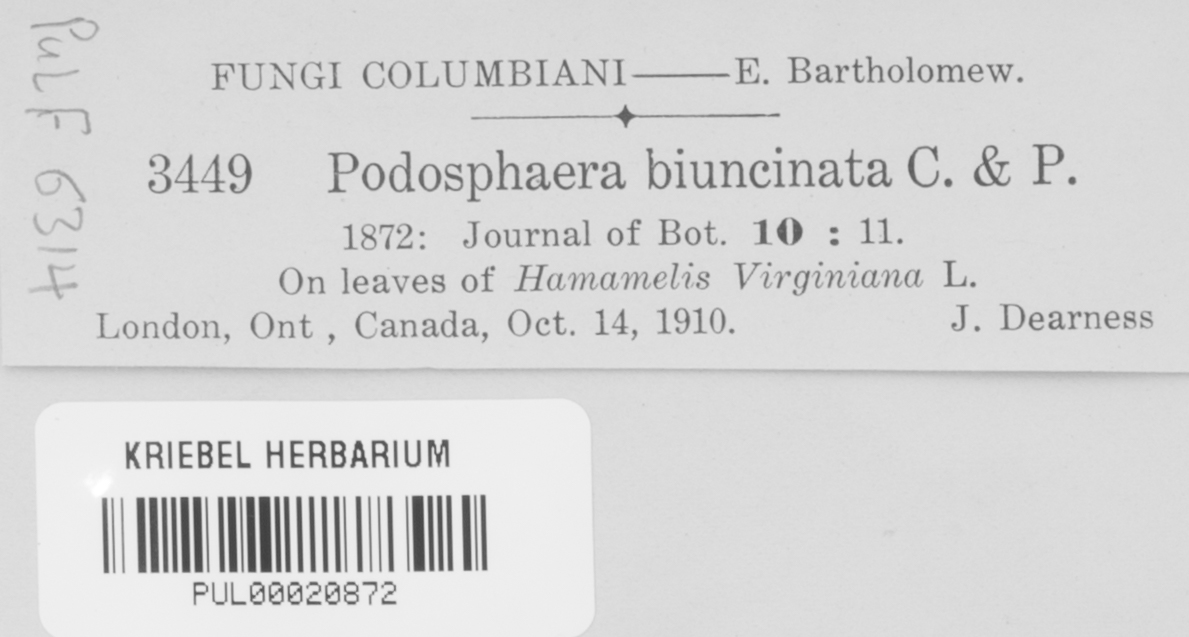 PUL F 6314
FUNGI COLUMBIANI——E. Bartholomew.
3449 Podosphaera biuncinata C. & P.
1872: Journal of Bot. 10 : 11.
On leaves of Hamamelis Virginiana L.
London, Ont , Canada, Oct. 14, 1910. J. Dearness
KRIEBEL HERBARIUM
PUL00020872